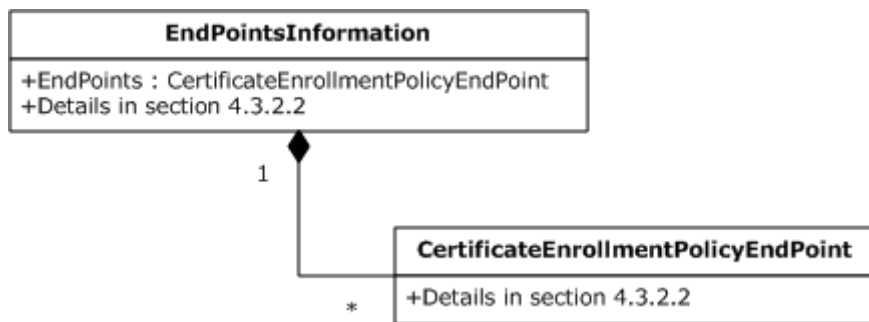 EndPointsInformation
+EndPoints : CertificateEnrollmentPolicyEndPoint
+Details in section 4.3.2.2
1
CertificateEnrollmentPolicyEndPoint
+Details in section 4.3.2.2
*